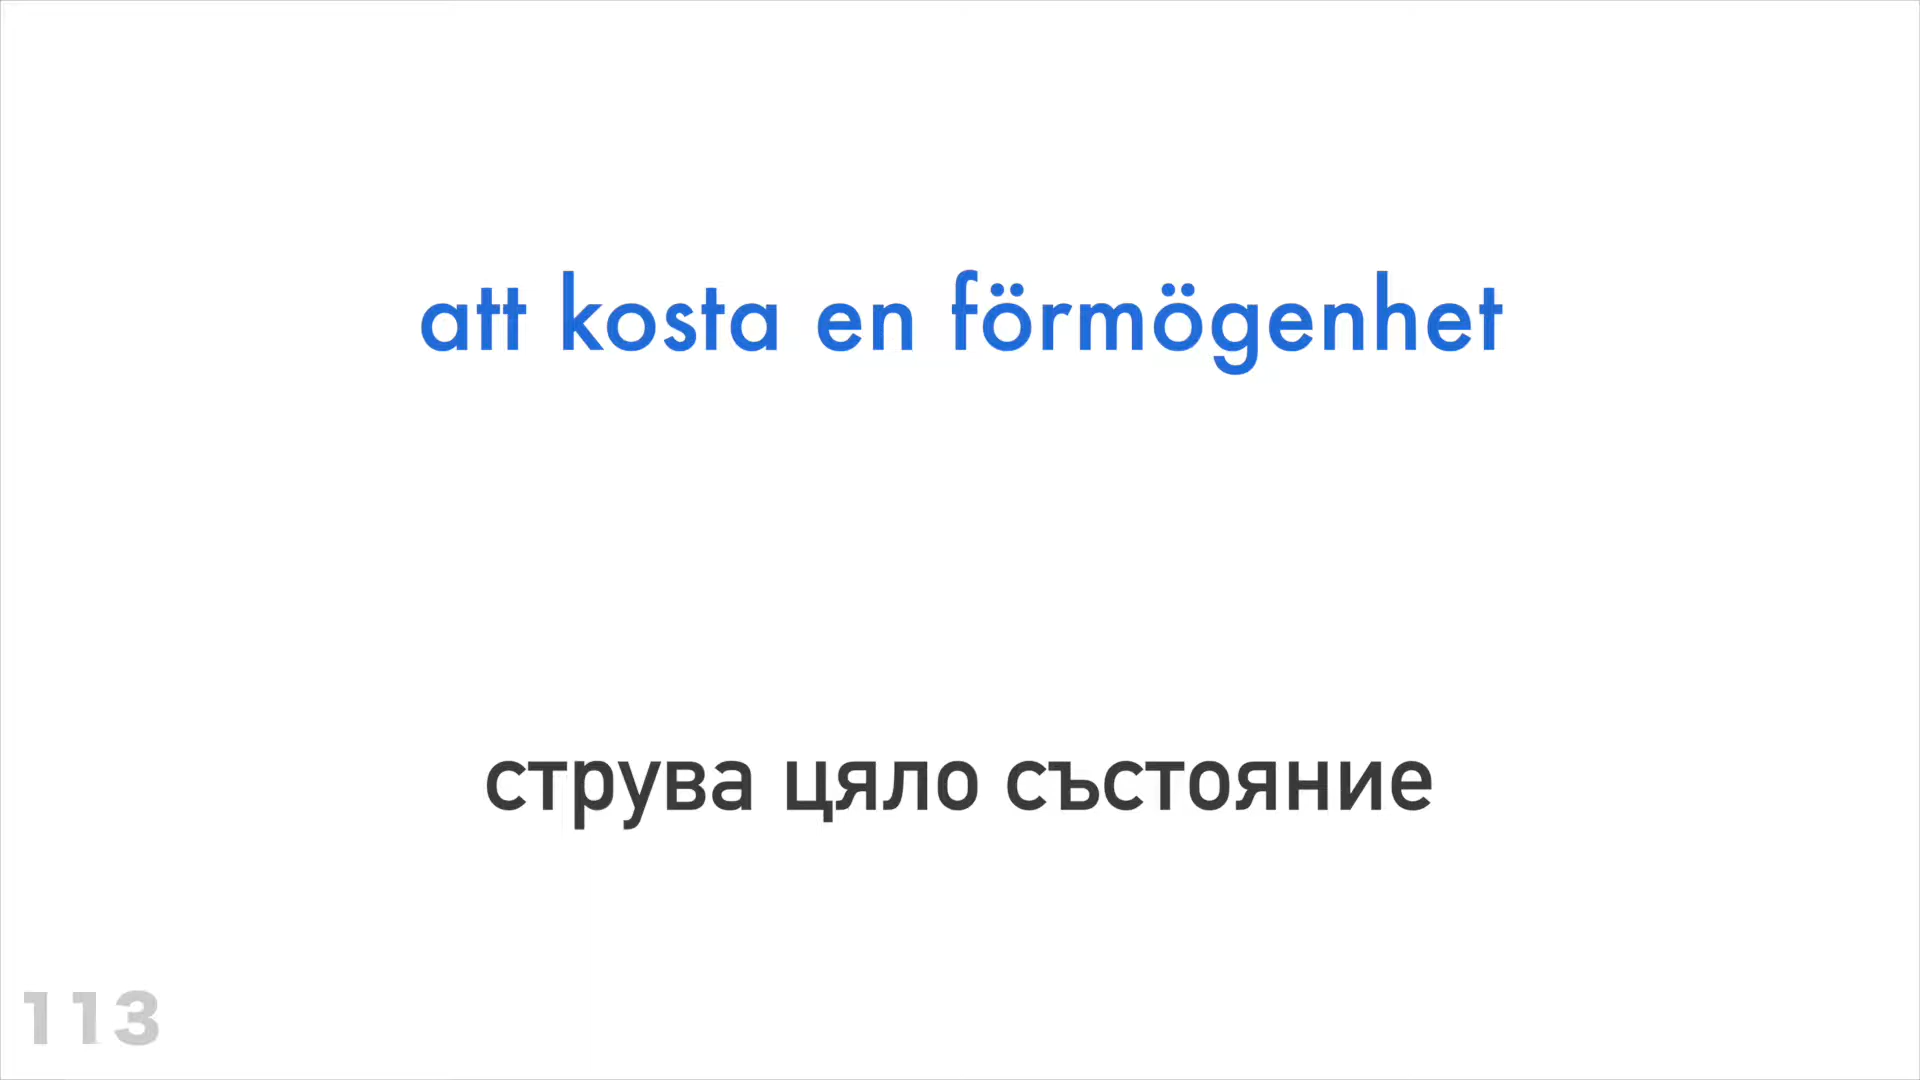 att kosta en förmögenhet
струва цяло състояние
113